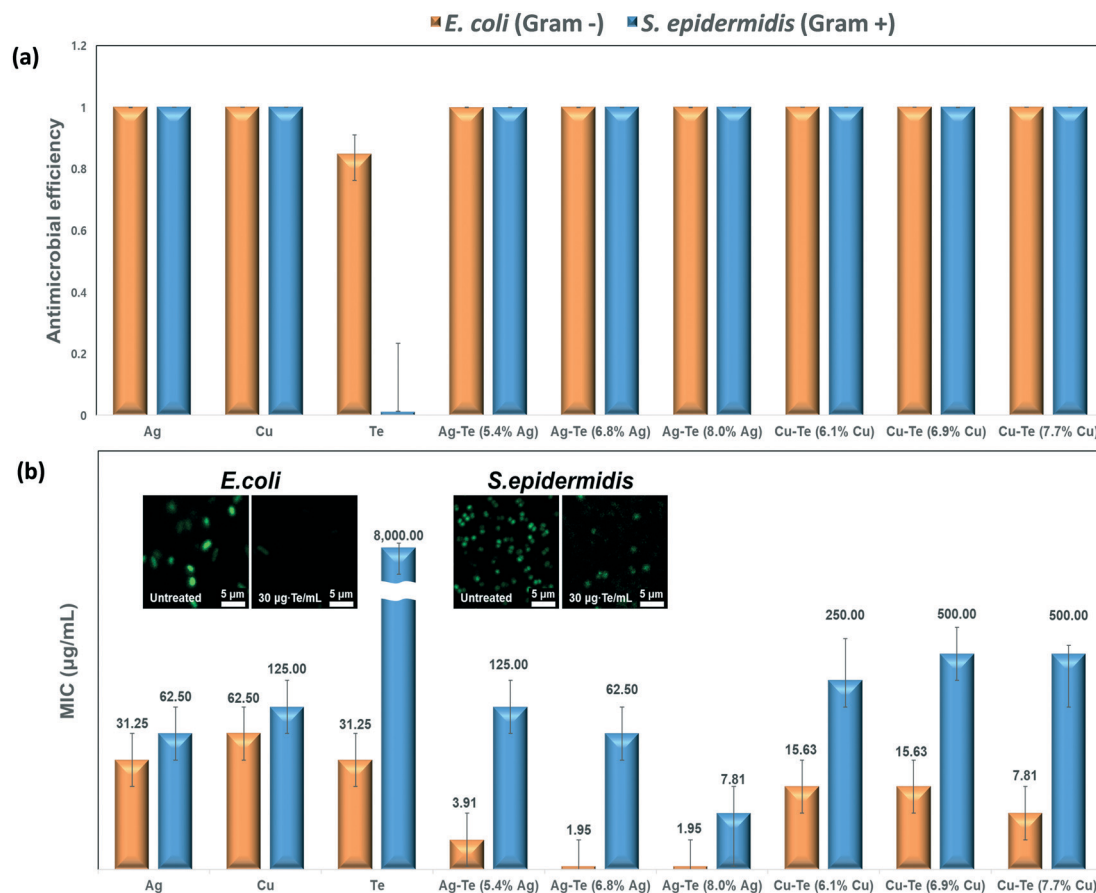 E. coli (Gram -) S. epidermidis (Gram +)
(a)
1.2
1
0.8
0.6
0.4
0.2
0
Antimicrobial efficiency
Ag Cu Te Ag-Te (5.4% Ag) Ag-Te (6.8% Ag) Ag-Te (8.0% Ag) Cu-Te (6.1% Cu) Cu-Te (6.9% Cu) Cu-Te (7.7% Cu)
(b)
E.coli S.epidermidis
Untreated 5 µm 30 µg·Te/mL 5 µm Untreated 5 µm 30 µg·Te/mL 5 µm
MIC (µg/mL)
31.25 62.50 62.50 125.00 31.25 8,000.00 3.91 125.00 1.95 62.50 1.95 7.81 15.63 250.00 15.63 500.00 7.81 500.00
Ag Cu Te Ag-Te (5.4% Ag) Ag-Te (6.8% Ag) Ag-Te (8.0% Ag) Cu-Te (6.1% Cu) Cu-Te (6.9% Cu) Cu-Te (7.7% Cu)